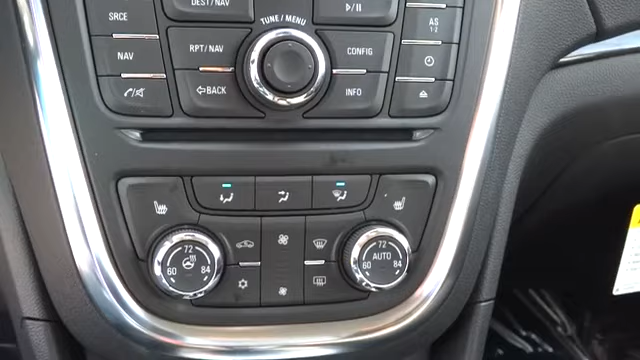 DEST/NAV
SRCE
TUNE / MENU
▷/II
AS
1-2
NAV
RPT/NAV
CONFIG
BACK
INFO
72
60 84
72
AUTO
60 84